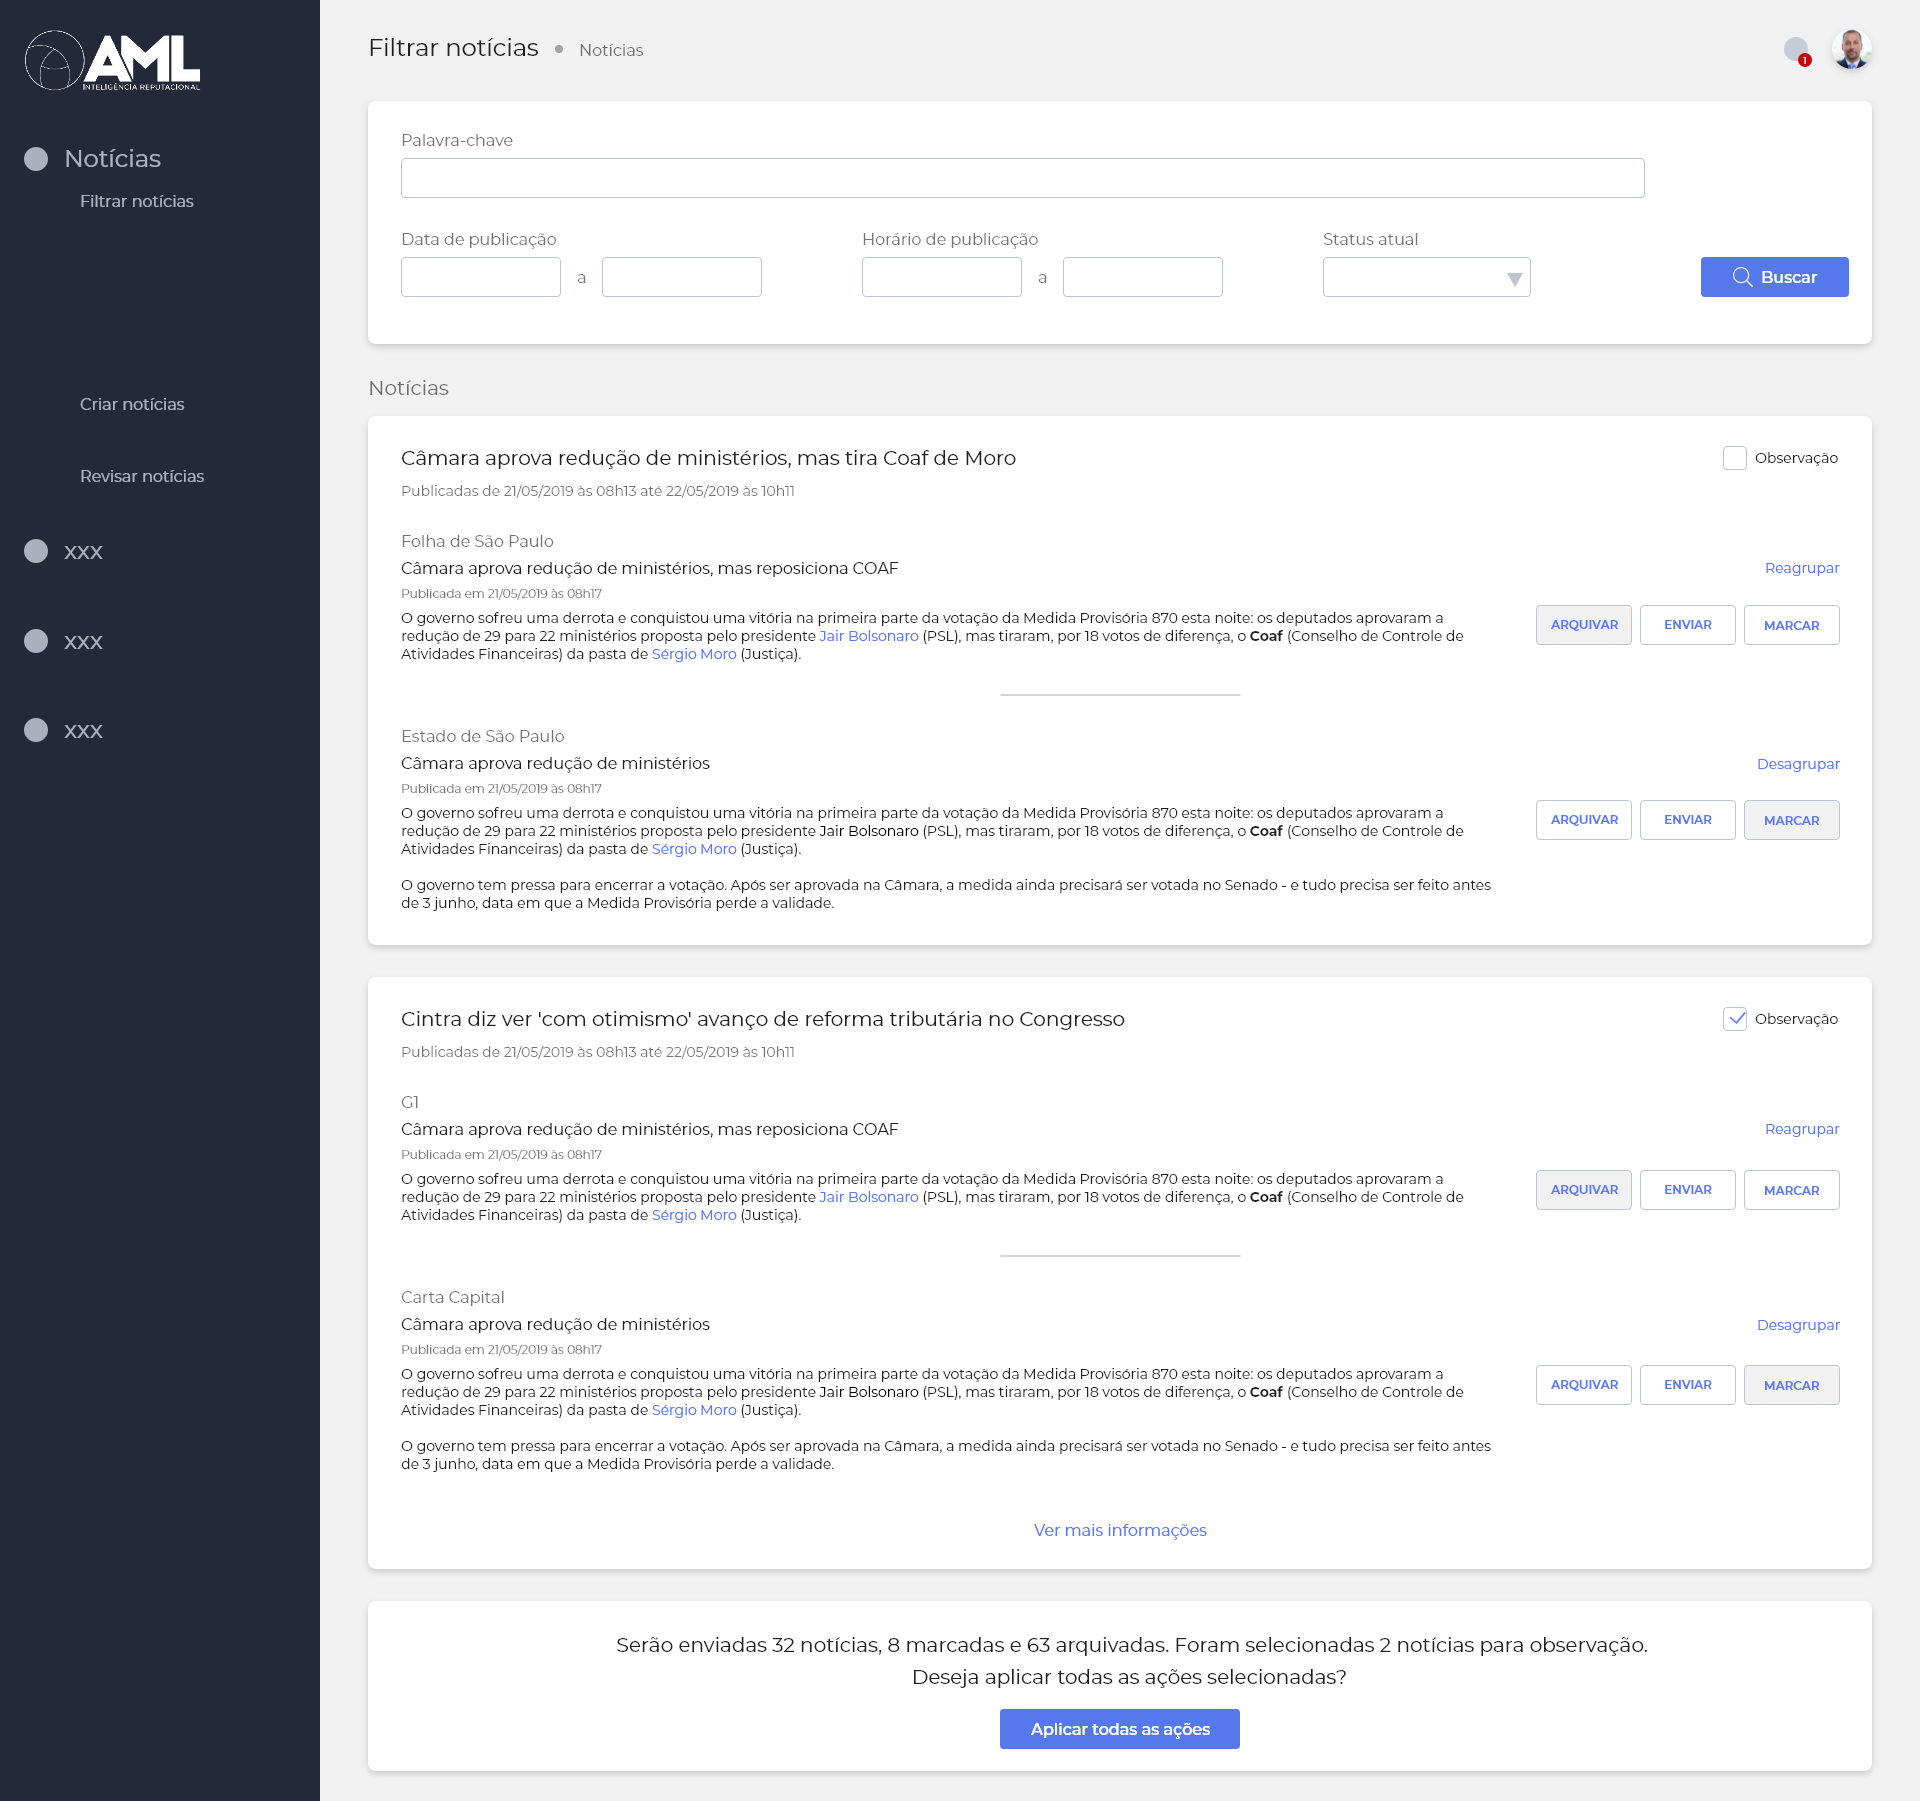 AML
INTELIGÊNCIA REPUTACIONAL
Notícias
Filtrar notícias
Criar notícias
Revisar notícias
XXX
XXX
XXX
Filtrar notícias
Notícias
1
Palavra-chave
Data de publicação
a
Horário de publicação
a
Status atual
Buscar
Notícias
Câmara aprova redução de ministérios, mas tira Coaf de Moro
Observação
Publicadas de 21/05/2019 às 08h13 até 22/05/2019 às 10h11
Folha de São Paulo
Câmara aprova redução de ministérios, mas reposiciona COAF
Reagrupar
Publicada em 21/05/2019 às 08h17
O governo sofreu uma derrota e conquistou uma vitória na primeira parte da votação da Medida Provisória 870 esta noite: os deputados aprovaram a
redução de 29 para 22 ministérios proposta pelo presidente Jair Bolsonaro (PSL), mas tiraram, por 18 votos de diferença, o Coaf (Conselho de Controle de
Atividades Financeiras) da pasta de Sérgio Moro (Justiça).
ARQUIVAR
ENVIAR
MARCAR
Estado de São Paulo
Câmara aprova redução de ministérios
Desagrupar
Publicada em 21/05/2019 às 08h17
O governo sofreu uma derrota e conquistou uma vitória na primeira parte da votação da Medida Provisória 870 esta noite: os deputados aprovaram a
redução de 29 para 22 ministérios proposta pelo presidente Jair Bolsonaro (PSL), mas tiraram, por 18 votos de diferença, o Coaf (Conselho de Controle de
Atividades Financeiras) da pasta de Sérgio Moro (Justiça).
ARQUIVAR
ENVIAR
MARCAR
O governo tem pressa para encerrar a votação. Após ser aprovada na Câmara, a medida ainda precisará ser votada no Senado - e tudo precisa ser feito antes
de 3 junho, data em que a Medida Provisória perde a validade.
Cintra diz ver 'com otimismo' avanço de reforma tributária no Congresso
Observação
Publicadas de 21/05/2019 às 08h13 até 22/05/2019 às 10h11
G1
Câmara aprova redução de ministérios, mas reposiciona COAF
Reagrupar
Publicada em 21/05/2019 às 08h17
O governo sofreu uma derrota e conquistou uma vitória na primeira parte da votação da Medida Provisória 870 esta noite: os deputados aprovaram a
redução de 29 para 22 ministérios proposta pelo presidente Jair Bolsonaro (PSL), mas tiraram, por 18 votos de diferença, o Coaf (Conselho de Controle de
Atividades Financeiras) da pasta de Sérgio Moro (Justiça).
ARQUIVAR
ENVIAR
MARCAR
Carta Capital
Câmara aprova redução de ministérios
Desagrupar
Publicada em 21/05/2019 às 08h17
O governo sofreu uma derrota e conquistou uma vitória na primeira parte da votação da Medida Provisória 870 esta noite: os deputados aprovaram a
redução de 29 para 22 ministérios proposta pelo presidente Jair Bolsonaro (PSL), mas tiraram, por 18 votos de diferença, o Coaf (Conselho de Controle de
Atividades Financeiras) da pasta de Sérgio Moro (Justiça).
ARQUIVAR
ENVIAR
MARCAR
O governo tem pressa para encerrar a votação. Após ser aprovada na Câmara, a medida ainda precisará ser votada no Senado - e tudo precisa ser feito antes
de 3 junho, data em que a Medida Provisória perde a validade.
Ver mais informações
Serão enviadas 32 notícias, 8 marcadas e 63 arquivadas. Foram selecionadas 2 notícias para observação.
Deseja aplicar todas as ações selecionadas?
Aplicar todas as ações